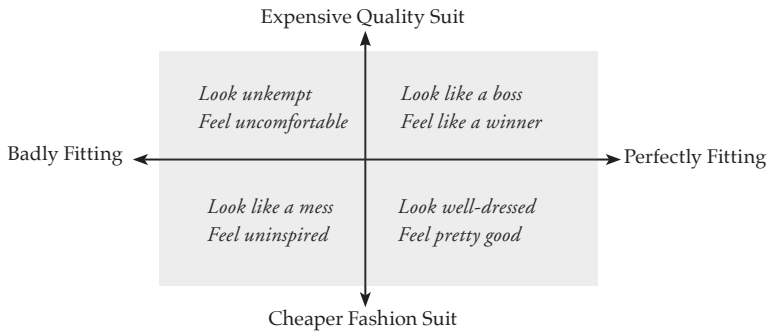 Expensive Quality Suit
Look unkempt
Feel uncomfortable
Look like a boss
Feel like a winner
Badly Fitting
Perfectly Fitting
Look like a mess
Feel uninspired
Look well-dressed
Feel pretty good
Cheaper Fashion Suit